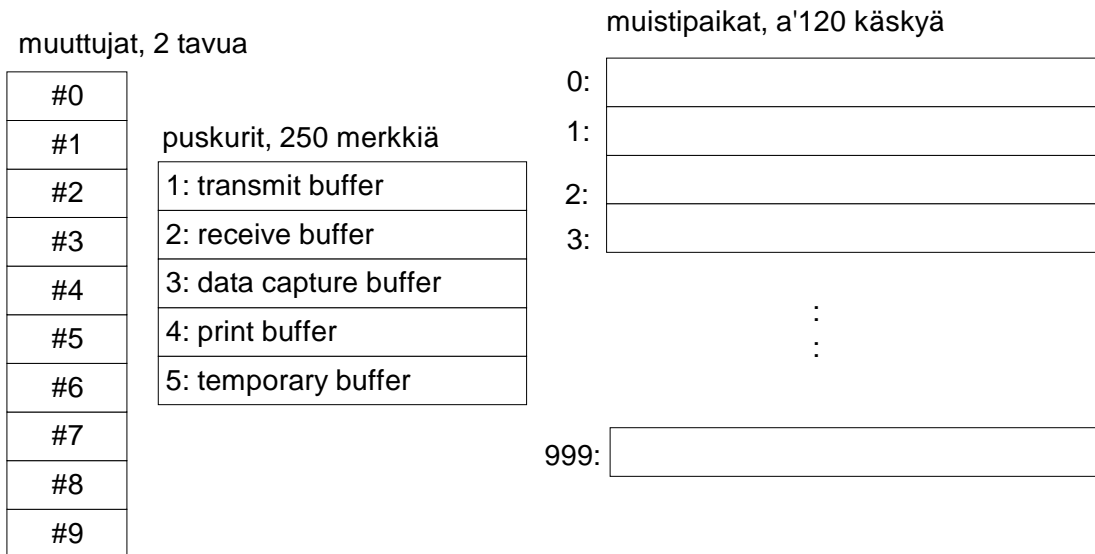 muuttujat, 2 tavua
#0
#1
#2
#3
#4
#5
#6
#7
#8
#9
puskurit, 250 merkkiä
1: transmit buffer
2: receive buffer
3: data capture buffer
4: print buffer
5: temporary buffer
muistipaikat, a'120 käskyä
0:
1:
2:
3:
:
:
999: